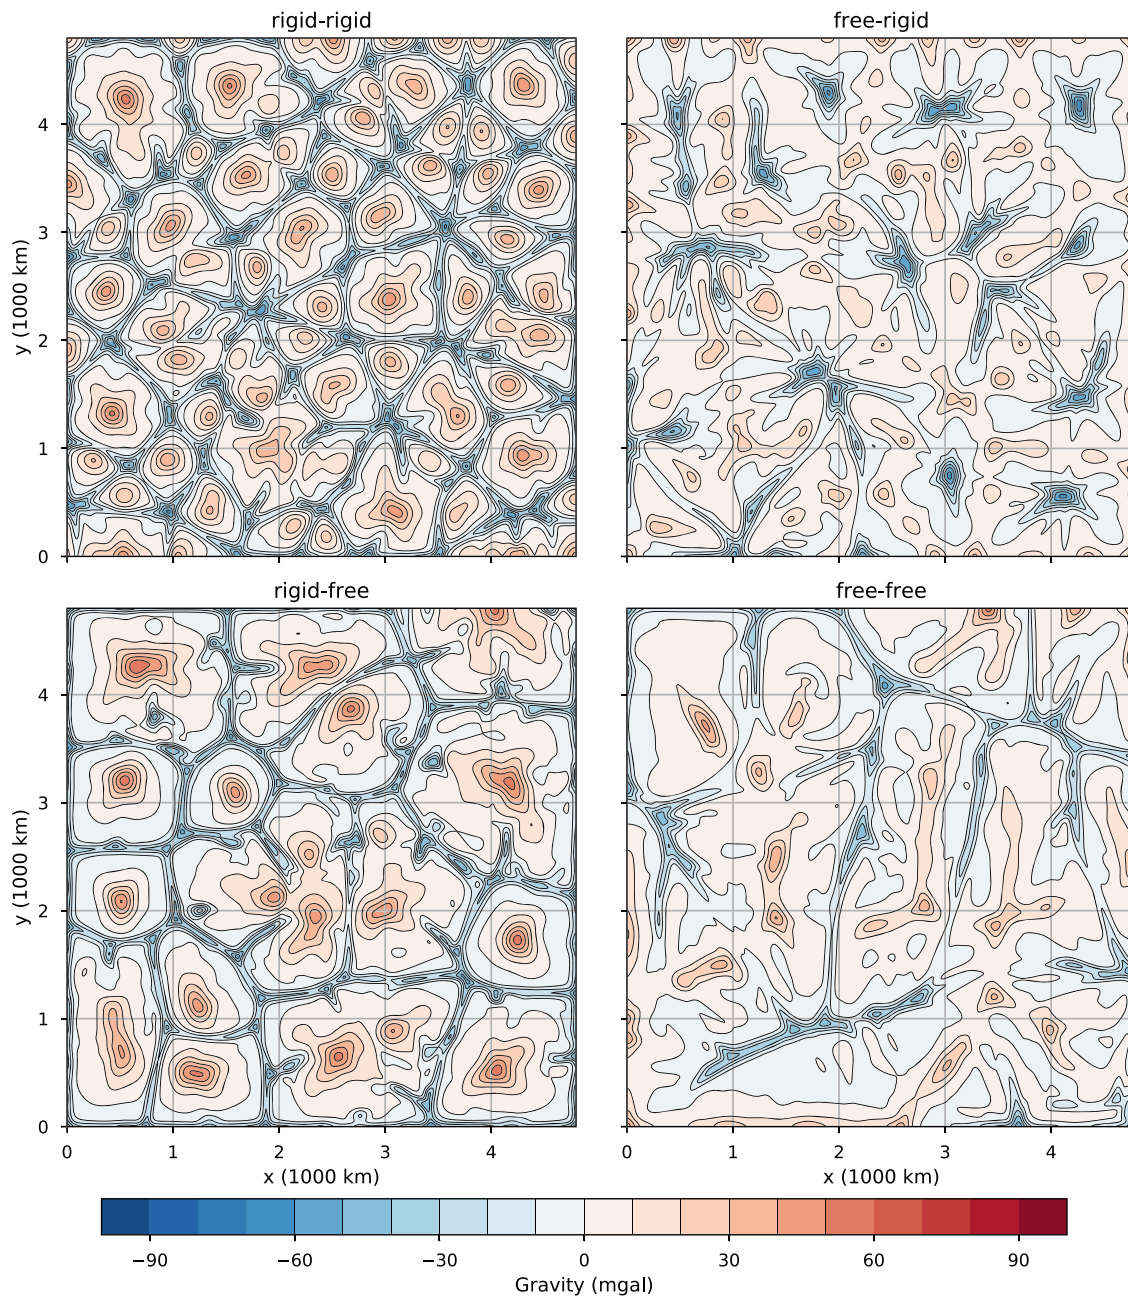 rigid-rigid
free-rigid
4
3
2
1
0
y (1000 km)
rigid-free
free-free
4
3
2
1
0
y (1000 km)
0 1 2 3 4
0 1 2 3 4
x (1000 km)
x (1000 km)
−90 −60 −30 0 30 60 90
Gravity (mgal)